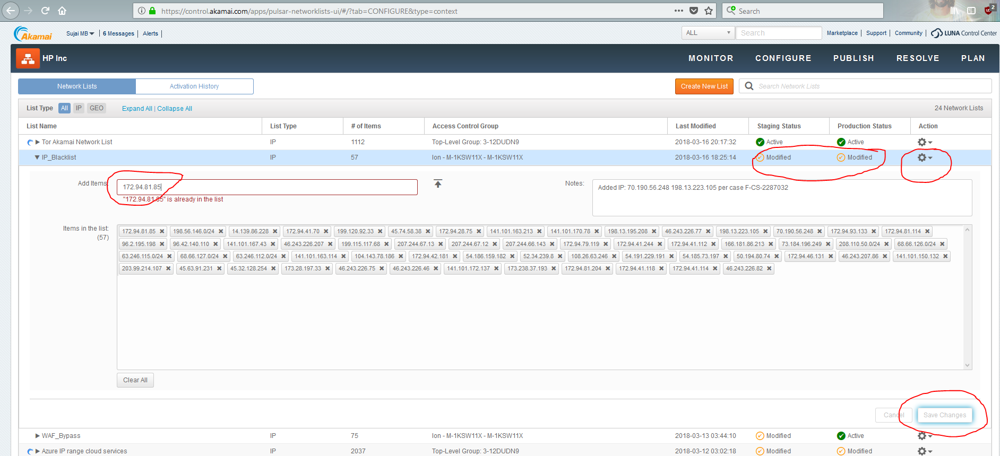 https://control.akamai.com/apps/pulsar-networklists-ui/#/?tab=CONFIGURE&type=context
Search
2
Akamai
Sujai MB
6 Messages
Alerts
ALL
Search
Marketplace
Support
Community
LUNA Control Center
HP Inc
MONITOR CONFIGURE PUBLISH RESOLVE PLAN
Network Lists
Activation History
Create New List
Search Network Lists
List Type All IP GEO Expand All | Collapse All 24 Network Lists
List Name List Type # of Items Access Control Group Last Modified Staging Status Production Status Action
Tor Akamai Network List IP 1112 Top-Level Group: 3-12DUDN9 2018-03-16 20:17:32 Active Active
IP_Blacklist IP 57 Ion - M-1KSW11X - M-1KSW11X 2018-03-16 18:25:14 Modified Modified
Add Items: 172.94.81.85
"172.94.81.85" is already in the list
Notes: Added IP: 70.190.56.248 198.13.223.105 per case F-CS-2287032
Items in the list:
(57)
172.94.81.85 198.56.146.0/24 14.139.86.228 172.94.41.70 199.120.92.33 45.74.58.38 172.94.28.75 141.101.163.213 141.101.170.78 198.13.195.208 46.243.226.77 198.13.223.105 70.190.56.248 172.94.93.133 172.94.81.114
96.2.195.198 96.42.140.110 141.101.167.43 46.243.226.207 199.115.117.68 207.244.67.13 207.244.67.12 207.244.66.143 172.94.79.119 172.94.41.244 172.94.41.112 166.181.86.213 73.184.196.249 208.110.50.0/24 68.66.126.0/24
63.246.115.0/24 68.66.127.0/24 63.246.112.0/24 141.101.163.114 104.143.78.186 172.94.42.181 54.186.159.182 52.34.239.8 108.26.63.246 54.191.229.191 54.185.73.197 50.194.80.74 172.94.46.131 46.243.207.86 141.101.150.132
203.99.214.107 45.63.91.231 45.32.128.254 173.28.197.33 46.243.226.75 46.243.226.46 141.101.172.137 173.238.37.193 172.94.81.204 172.94.41.118 172.94.41.114 46.243.226.82
Clear All
Cancel
Save Changes
WAF_Bypass IP 75 Ion - M-1KSW11X - M-1KSW11X 2018-03-13 03:44:10 Modified Active
Azure IP range cloud services IP 2037 Top-Level Group: 3-12DUDN9 2018-03-12 03:02:18 Modified Modified